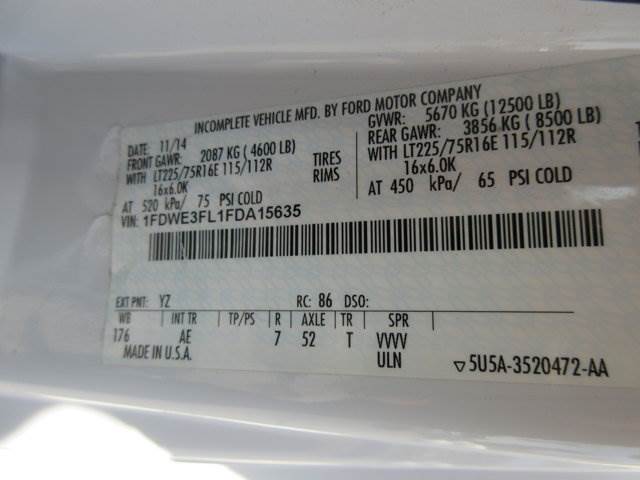 INCOMPLETE VEHICLE MFD. BY FORD MOTOR COMPANY
DATE: 11/14 GVWR: 5670 KG (12500 LB)
FRONT GAWR: 2087 KG ( 4600 LB) REAR GAWR: 3856 KG ( 8500 LB)
WITH LT225/75R16E 115/112R TIRES WITH LT225/75R16E 115/112R
16x6.0K RIMS 16x6.0K
AT 520 kPa/ 75 PSI COLD AT 450 kPa/ 65 PSI COLD
VIN: 1FDWE3FL1FDA15635
EXT PNT: YZ RC: 86 DSO:
WB INT TR TP/PS R AXLE TR SPR
176 AE 7 52 T VVVV
MADE IN U.S.A. ULN
▽5U5A-3520472-AA